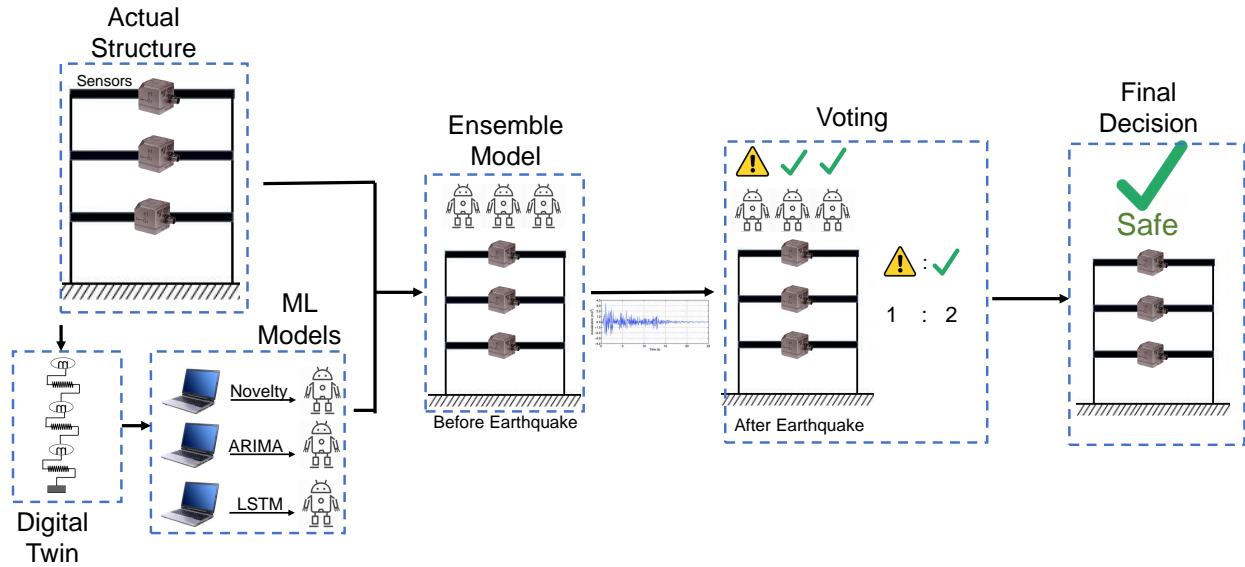 Actual
Structure
Sensors
Ensemble
Model
Voting
Final
Decision
Safe
1 : 2
:
ML
Models
m
m
m
Novelty
ARIMA
LSTM
Before Earthquake
After Earthquake
Digital
Twin
Time (s)